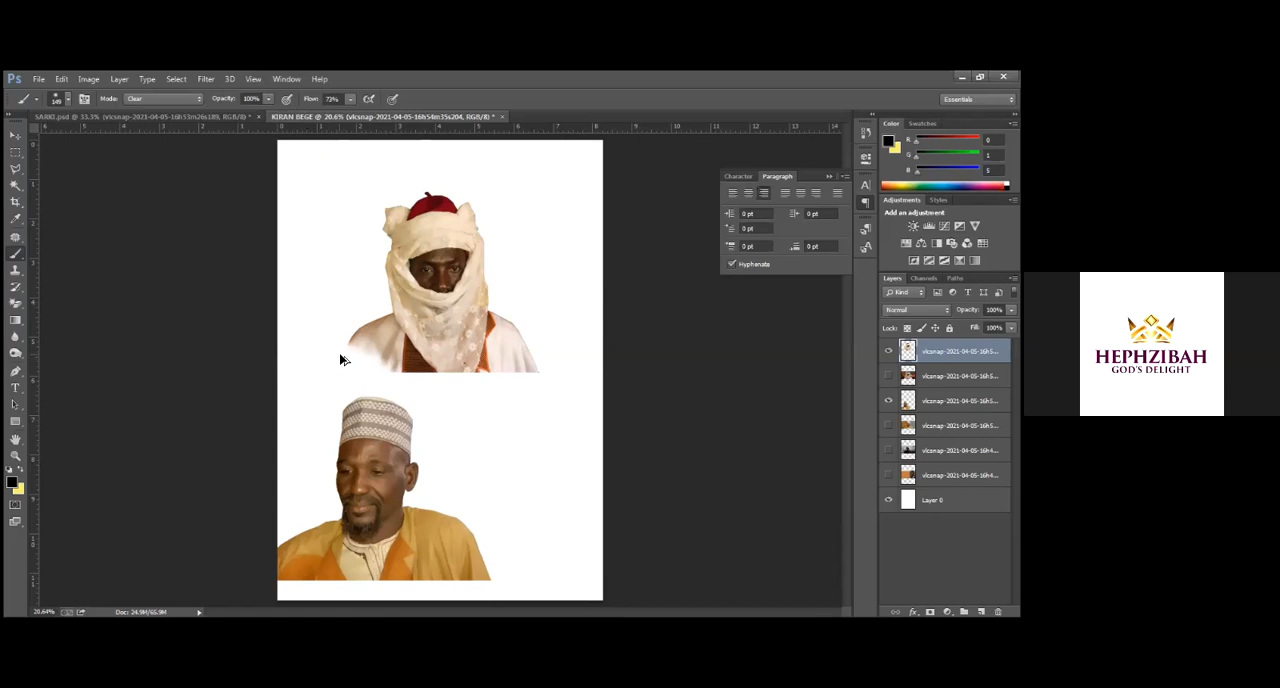 Ps File Edit Image Layer Type Select Filter 3D View Window Help
149 Mode: Clear Opacity: 100% Flow: 73% Essentials
SARKI.psd @ 33.3% (vlcsnap-2021-04-05-16h53m26s189, RGB/8) * × KIRAN BEGE @ 20.6% (vlcsnap-2021-04-05-16h54m35s204, RGB/8) * ×
Color Swatches
R 0
G 1
B 5
Character Paragraph
0 pt 0 pt
0 pt
0 pt 0 pt
Hyphenate
Adjustments Styles
Add an adjustment
Layers Channels Paths
Kind
Normal Opacity: 100%
Lock: Fill: 100%
vlcsnap-2021-04-05-16h5...
vlcsnap-2021-04-05-16h5...
vlcsnap-2021-04-05-16h5...
vlcsnap-2021-04-05-16h5...
vlcsnap-2021-04-05-16h4...
vlcsnap-2021-04-05-16h4...
Layer 0
20.64% Doc: 24.9M/65.9M
HEPHZIBAH
GOD'S DELIGHT